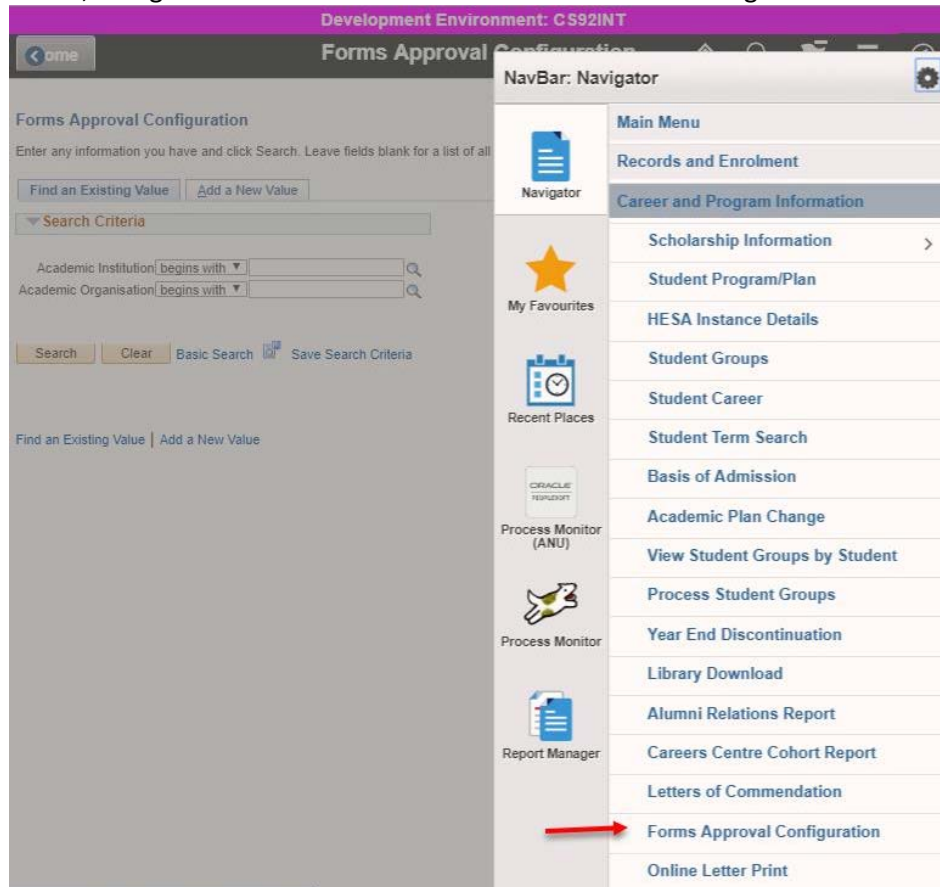 Development Environment: CS92INT
ome
Forms Approval
NavBar: Navigator
Forms Approval Configuration
Enter any information you have and click Search. Leave fields blank for a list of all
Find an Existing Value
Add a New Value
Search Criteria
Academic Institution begins with
Academic Organisation begins with
Search
Clear
Basic Search
Save Search Criteria
Find an Existing Value | Add a New Value
Navigator
My Favourites
Recent Places
ORACLE
PEOPLESOFT
Process Monitor
(ANU)
Process Monitor
Report Manager
Main Menu
Records and Enrolment
Career and Program Information
Scholarship Information
Student Program/Plan
HESA Instance Details
Student Groups
Student Career
Student Term Search
Basis of Admission
Academic Plan Change
View Student Groups by Student
Process Student Groups
Year End Discontinuation
Library Download
Alumni Relations Report
Careers Centre Cohort Report
Letters of Commendation
Forms Approval Configuration
Online Letter Print